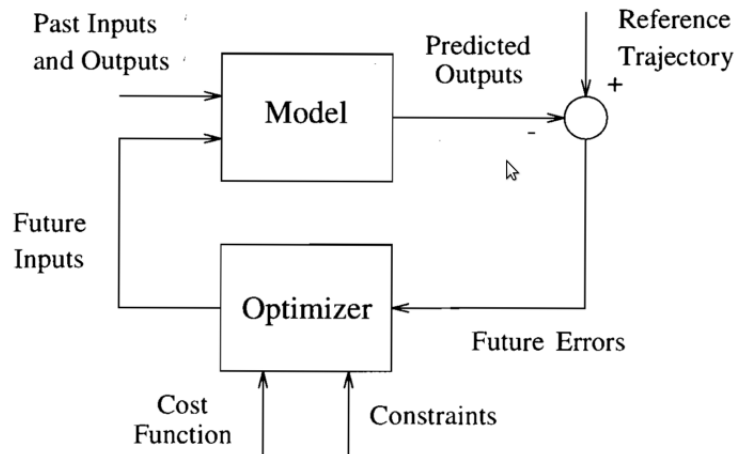 Past Inputs
and Outputs
Model
Predicted
Outputs
Reference
Trajectory
+
-
Future
Inputs
Optimizer
Future Errors
Cost
Function
Constraints